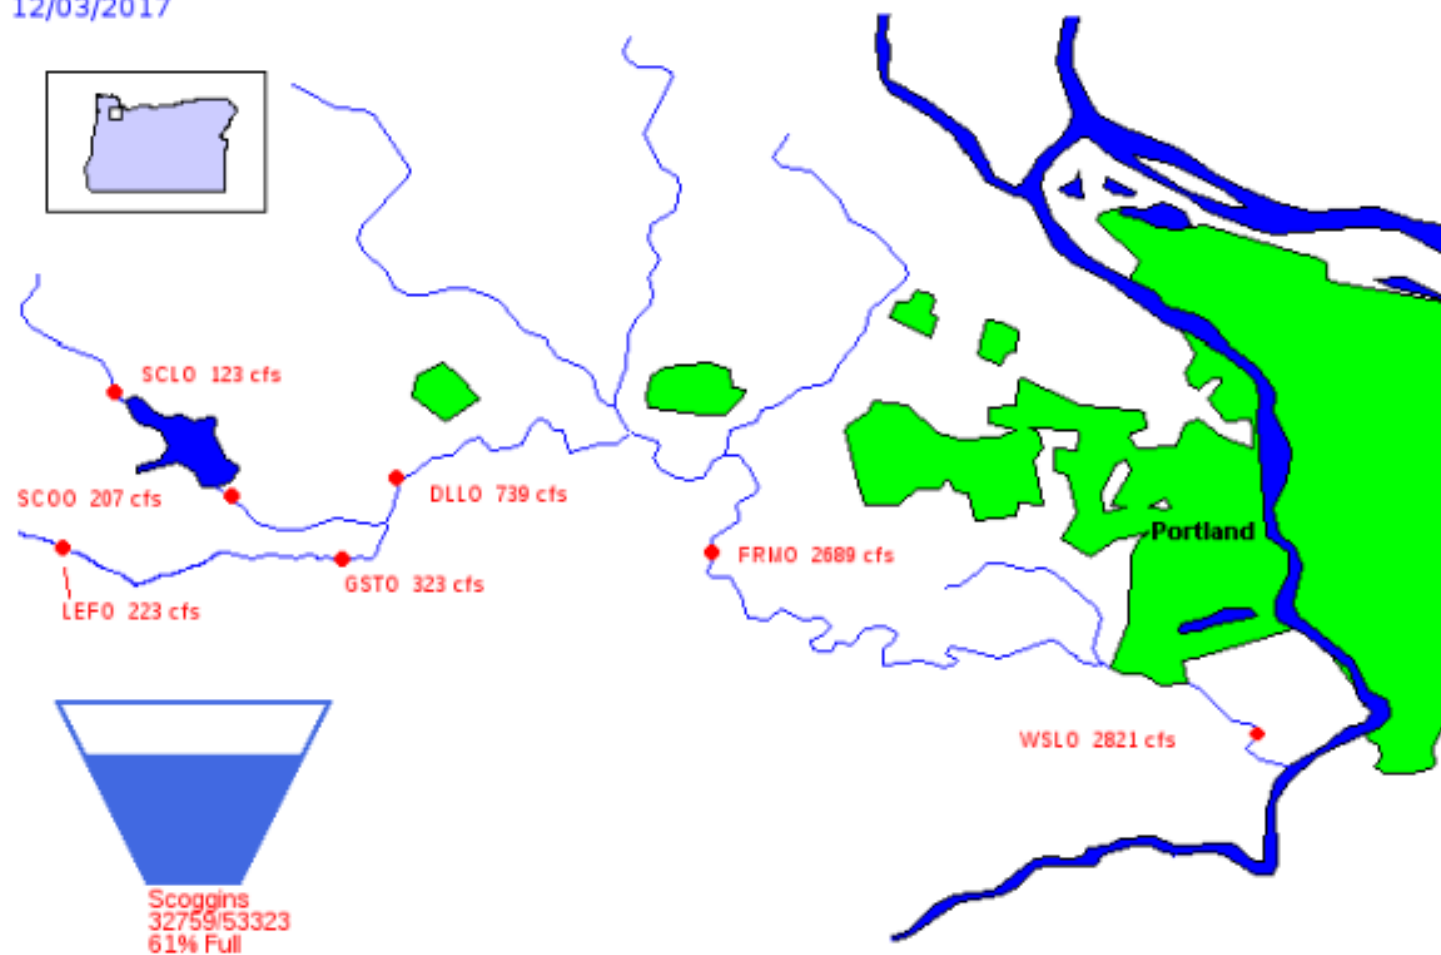 12/03/2017
SCLO 123 cfs
SCOO 207 cfs
DLLO 739 cfs
Portland
FRMO 2689 cfs
GSTO 323 cfs
LEFO 223 cfs
WSLO 2821 cfs
Scoggins
32759/53323
61% Full